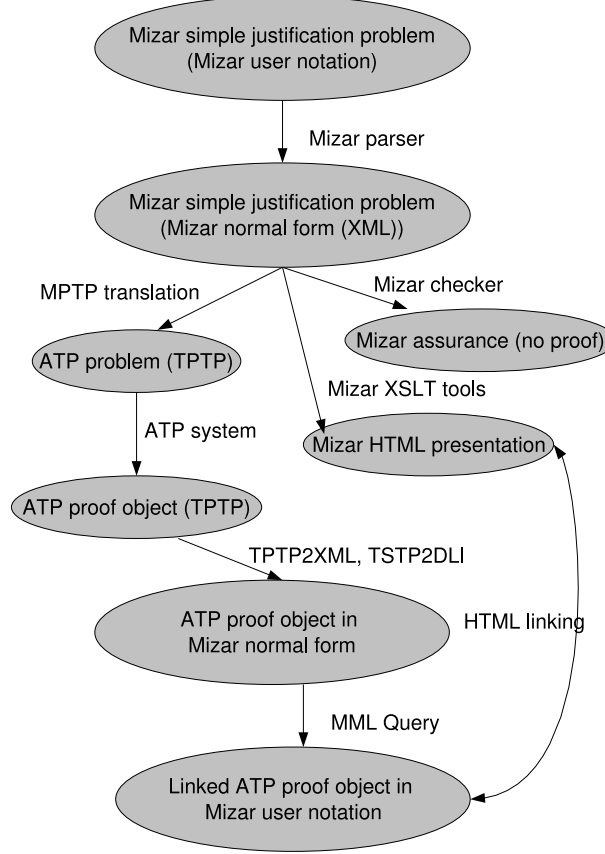 Mizar simple justification problem
(Mizar user notation)
Mizar parser
Mizar simple justification problem
(Mizar normal form (XML))
Mizar checker
MPTP translation
Mizar assurance (no proof)
ATP problem (TPTP)
Mizar XSLT tools
ATP system
Mizar HTML presentation
ATP proof object (TPTP)
TPTP2XML, TSTP2DLI
ATP proof object in
Mizar normal form
HTML linking
MML Query
Linked ATP proof object in
Mizar user notation